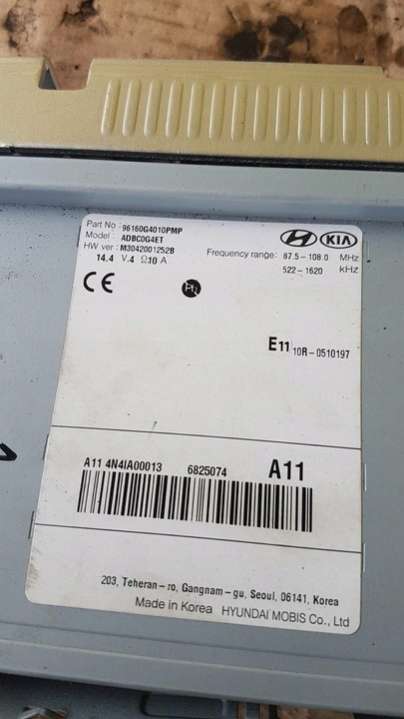 Part No : 96160G4010PMP
Model : ADBC0G4ET
HW ver : M3042001252B
14.4 V.4 Ω10 A
HYUNDAI KIA
Frequency range: 87.5-108.0 MHz
522-1620 kHz
CE
E11 10R-0510197
A11 4N4IA00013 6825074 A11
203, Teheran-ro, Gangnam-gu, Seoul, 06141, Korea
Made in Korea HYUNDAI MOBIS Co., Ltd